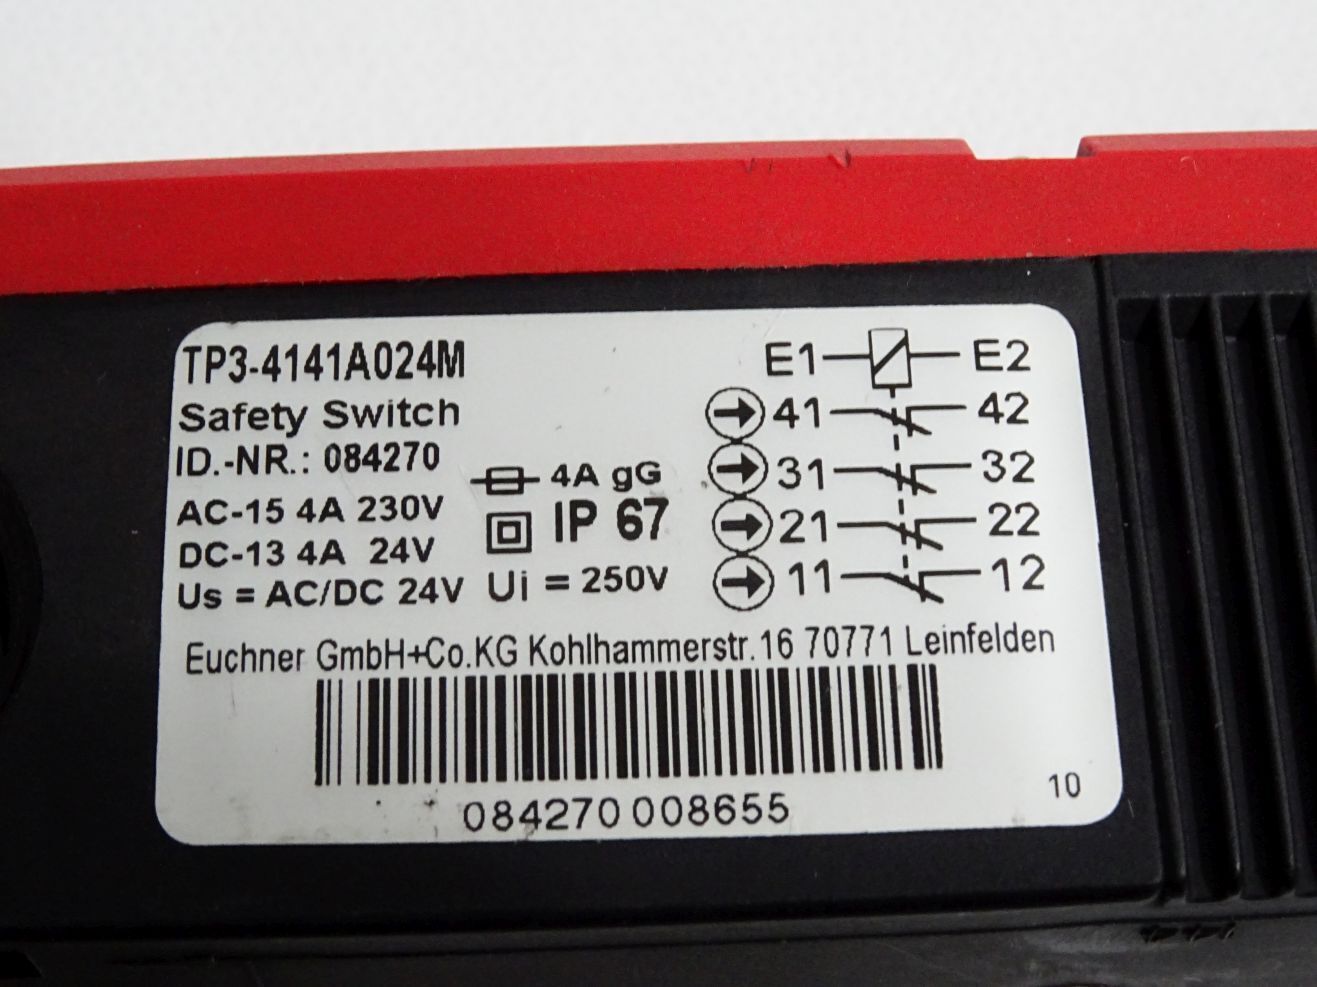 TP3-4141A024M
Safety Switch
ID.-NR.: 084270
AC-15 4A 230V
DC-13 4A 24V
Us = AC/DC 24V
4A gG
IP 67
Ui = 250V
E1 E2
41 42
31 32
21 22
11 12
Euchner GmbH+Co.KG Kohlhammerstr.16 70771 Leinfelden
084270 008655
10